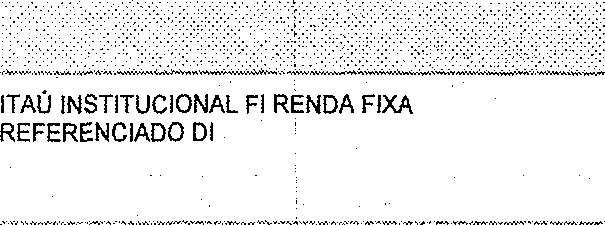 ITAÚ INSTITUCIONAL FI RENDA FIXA
REFERENCIADO DI